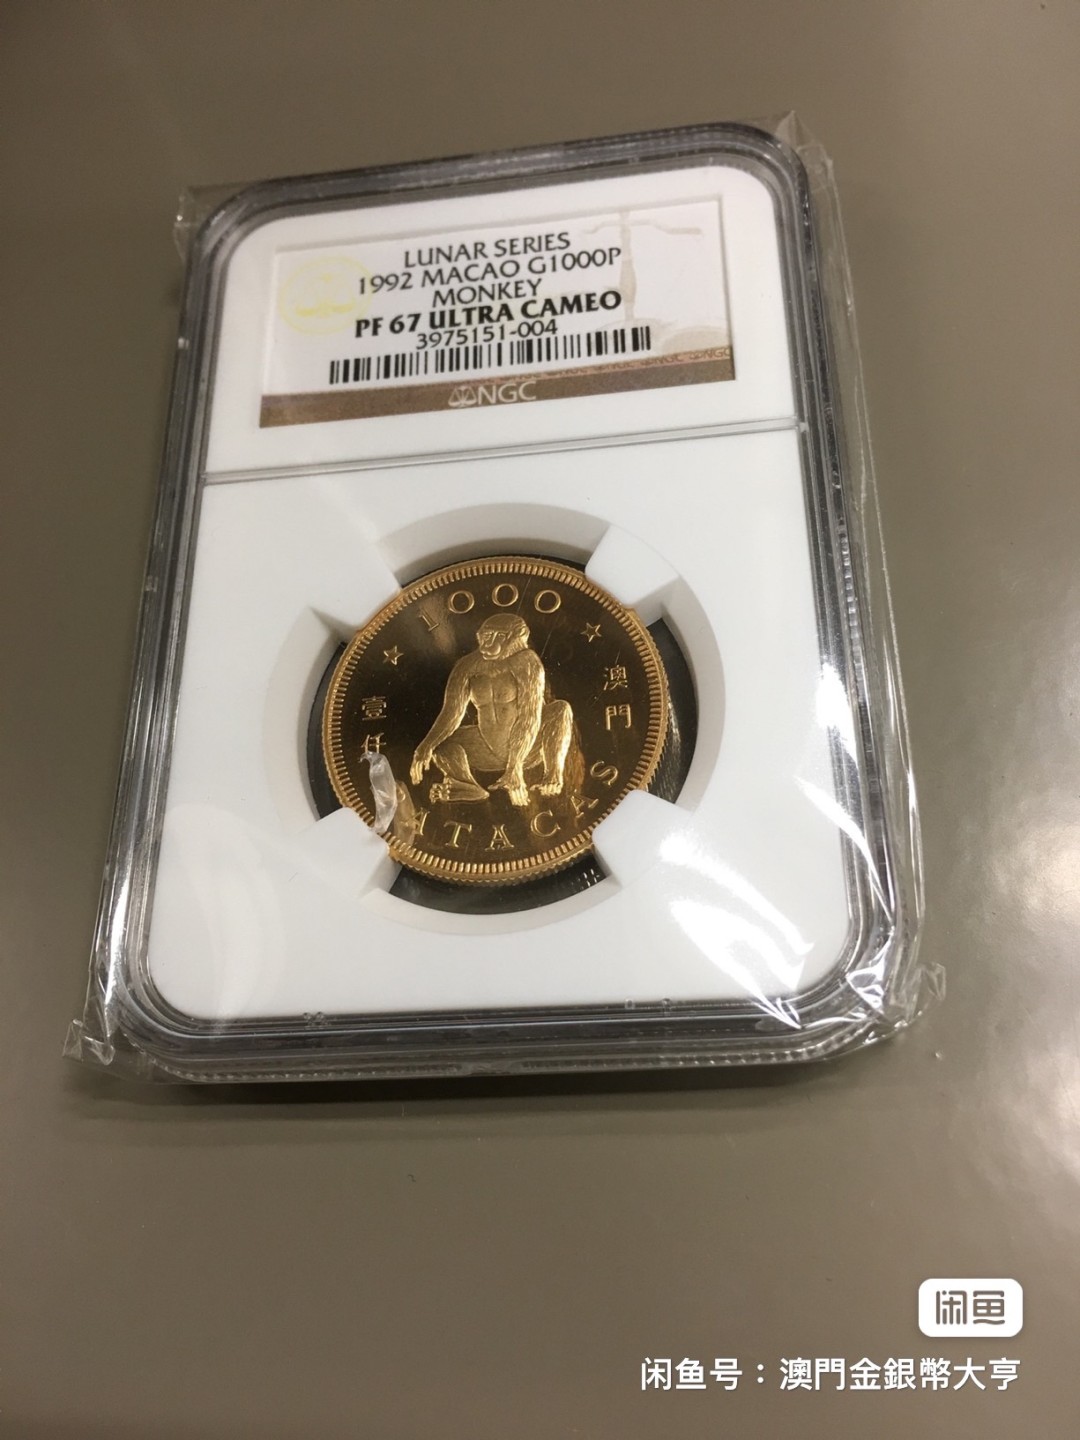 LUNAR SERIES
1992 MACAO G1000P
MONKEY
PF 67 ULTRA CAMEO
3975151-004
NGC
1000
壹仟
澳門
PATACAS
闲鱼
闲鱼号：澳門金銀幣大亨